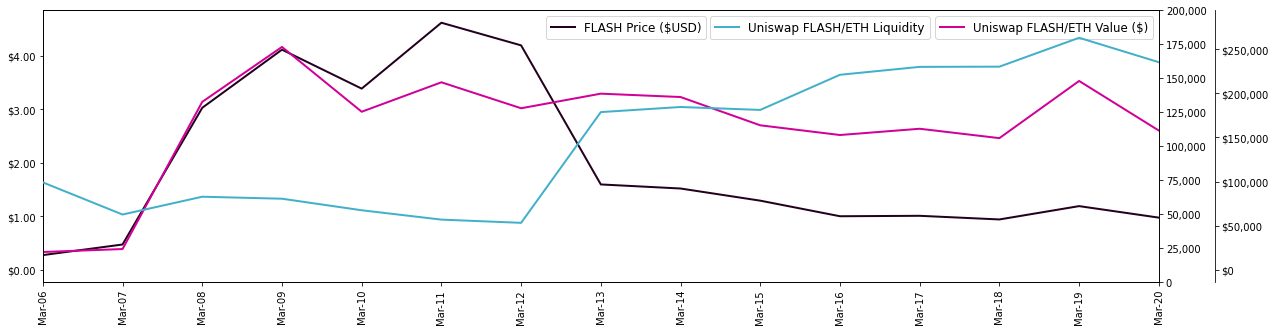 FLASH Price ($USD)
Uniswap FLASH/ETH Liquidity
Uniswap FLASH/ETH Value ($)
$4.00
$3.00
$2.00
$1.00
$0.00
200,000
175,000
150,000
125,000
100,000
75,000
50,000
25,000
0
$250,000
$200,000
$150,000
$100,000
$50,000
$0
Mar-06
Mar-07
Mar-08
Mar-09
Mar-10
Mar-11
Mar-12
Mar-13
Mar-14
Mar-15
Mar-16
Mar-17
Mar-18
Mar-19
Mar-20